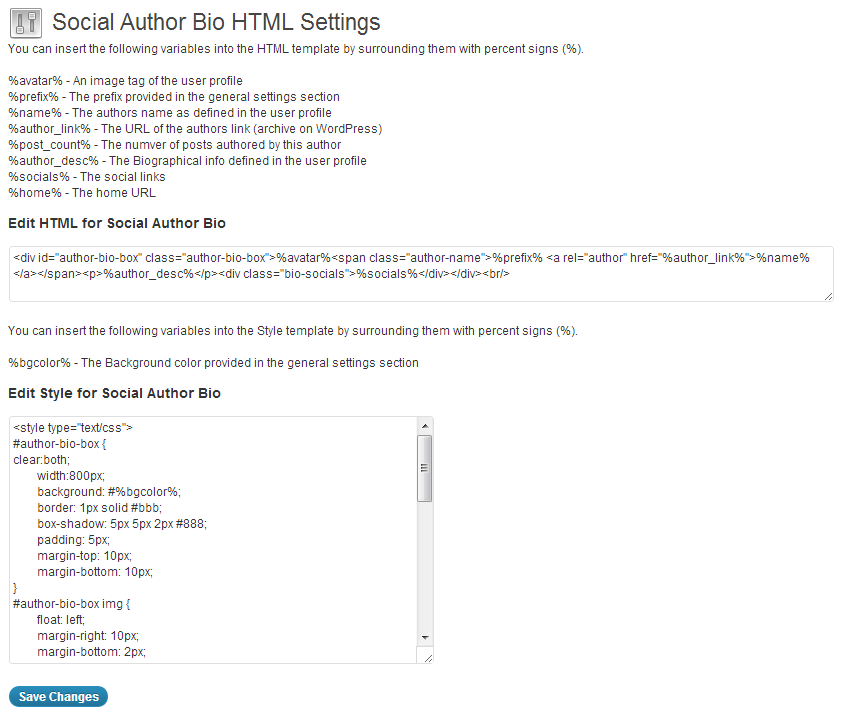 Social Author Bio HTML Settings
You can insert the following variables into the HTML template by surrounding them with percent signs (%).
%avatar% - An image tag of the user profile
%prefix% - The prefix provided in the general settings section
%name% - The authors name as defined in the user profile
%author_link% - The URL of the authors link (archive on WordPress)
%post_count% - The numver of posts authored by this author
%author_desc% - The Biographical info defined in the user profile
%socials% - The social links
%home% - The home URL
Edit HTML for Social Author Bio
<div id="author-bio-box" class="author-bio-box">%avatar%<span class="author-name">%prefix% <a rel="author" href="%author_link%">%name%
</a></span><p>%author_desc%</p><div class="bio-socials">%socials%</div></div><br/>
You can insert the following variables into the Style template by surrounding them with percent signs (%).
%bgcolor% - The Background color provided in the general settings section
Edit Style for Social Author Bio
<style type="text/css">
#author-bio-box {
clear:both;
width:800px;
background: #%bgcolor%;
border: 1px solid #bbb;
box-shadow: 5px 5px 2px #888;
padding: 5px;
margin-top: 10px;
margin-bottom: 10px;
}
#author-bio-box img {
float: left;
margin-right: 10px;
margin-bottom: 2px;
Save Changes